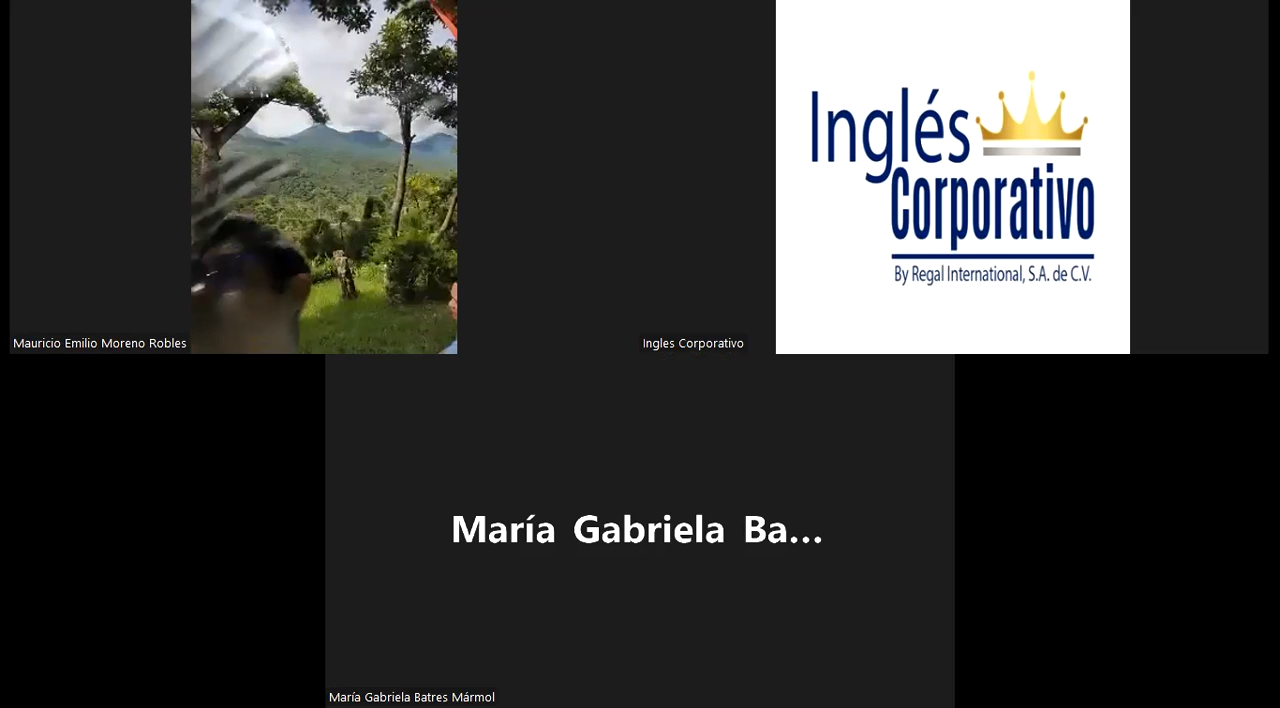 Inglés
Corporativo
By Regal International, S.A. de C.V.
Mauricio Emilio Moreno Robles
Ingles Corporativo
María Gabriela Ba...
María Gabriela Batres Mármol